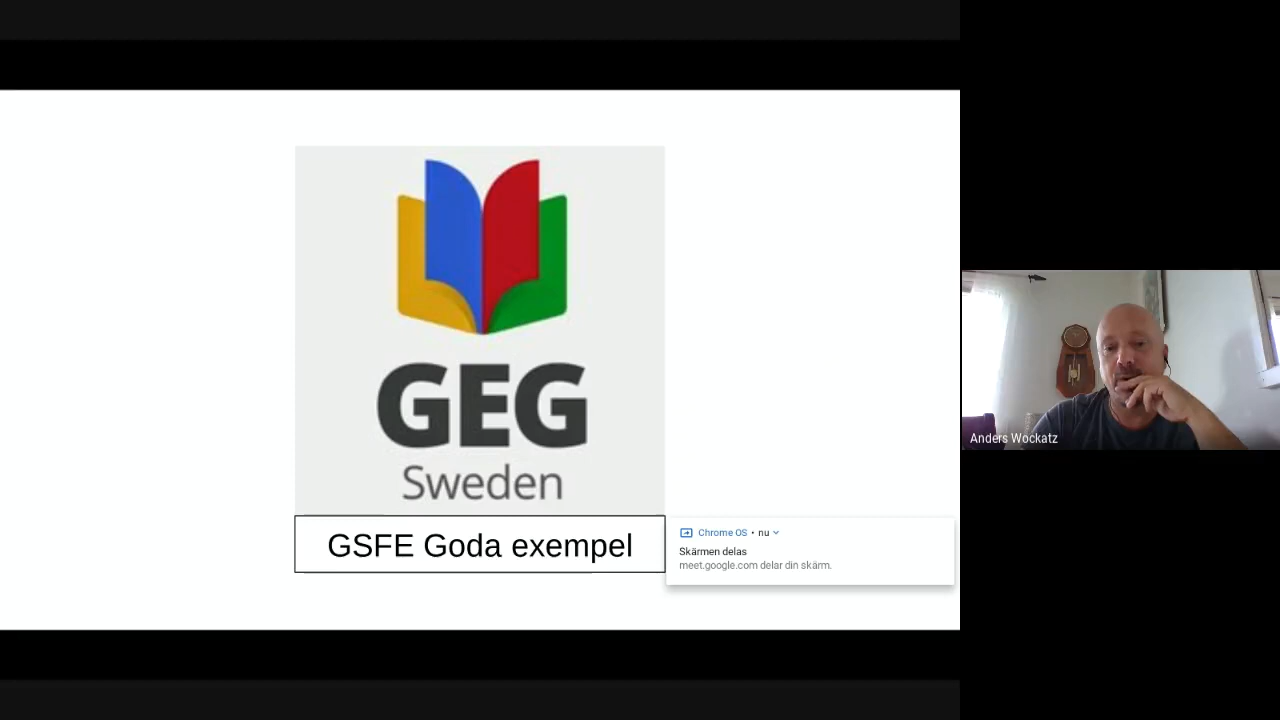 GEG
Sweden
GSFE Goda exempel
Chrome OS • nu
Skärmen delas
meet.google.com delar din skärm.
Anders Wockatz